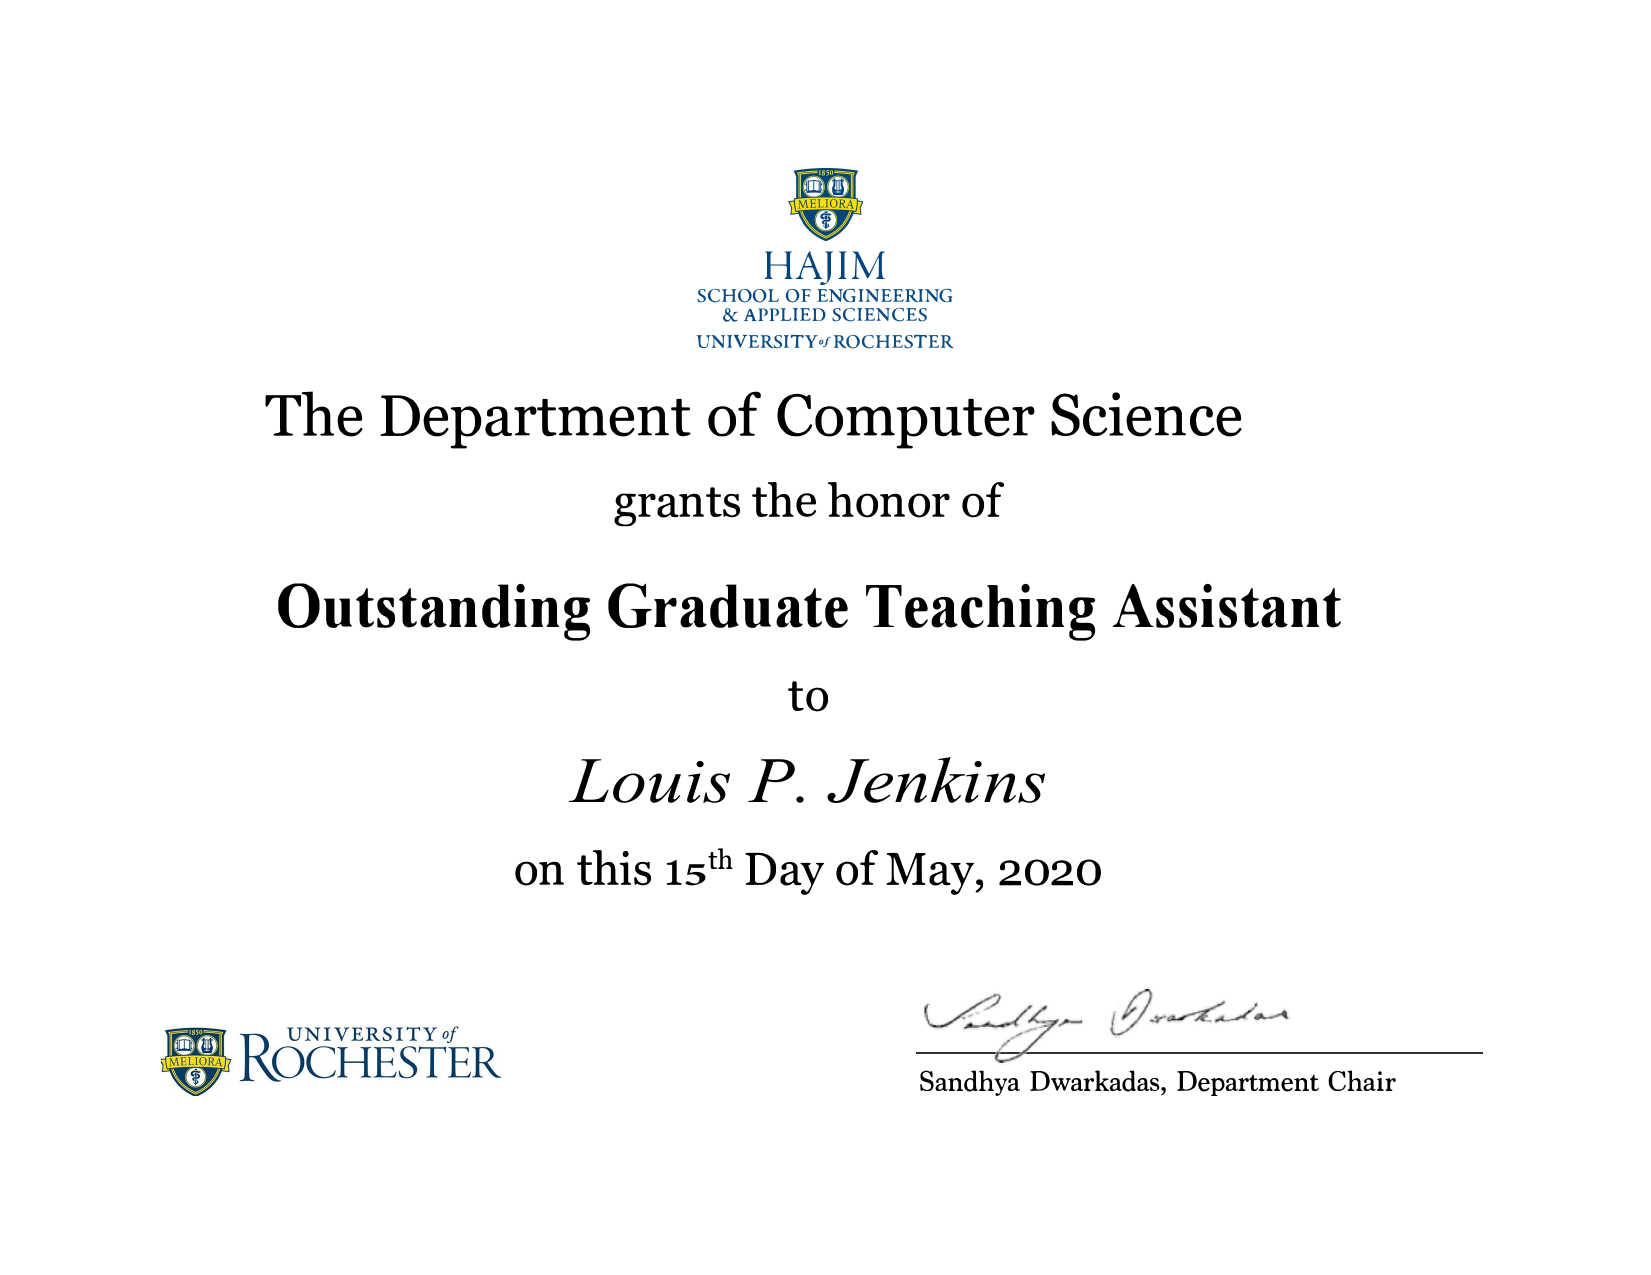 1850
MELIORA
HAJIM
SCHOOL OF ENGINEERING
& APPLIED SCIENCES
UNIVERSITY of ROCHESTER
The Department of Computer Science
grants the honor of
Outstanding Graduate Teaching Assistant
to
Louis P. Jenkins
on this 15th Day of May, 2020
1850
MELIORA
UNIVERSITY of
ROCHESTER
Sandhya Dwarkadas
Sandhya Dwarkadas, Department Chair